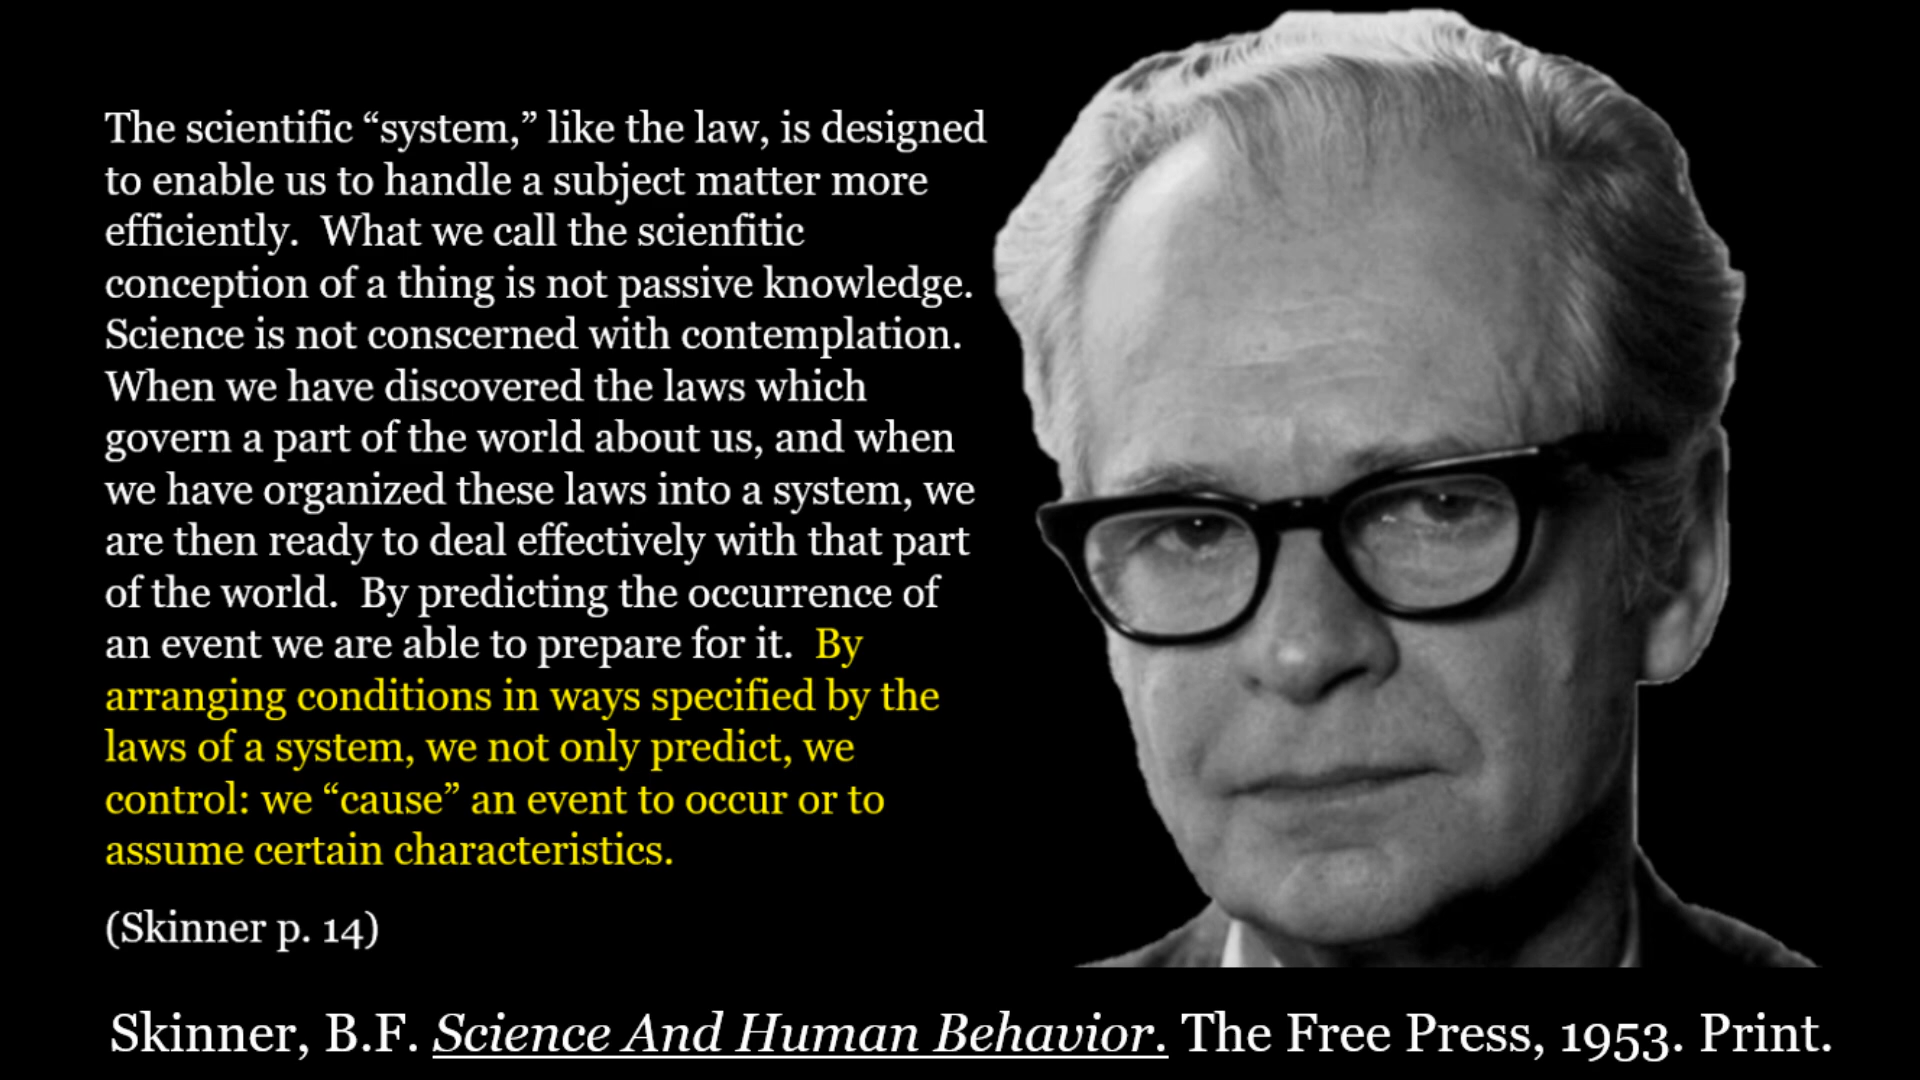 The scientific “system,” like the law, is designed
to enable us to handle a subject matter more
efficiently.  What we call the scienfitic
conception of a thing is not passive knowledge.
Science is not conscerned with contemplation.
When we have discovered the laws which
govern a part of the world about us, and when
we have organized these laws into a system, we
are then ready to deal effectively with that part
of the world.  By predicting the occurrence of
an event we are able to prepare for it.  By
arranging conditions in ways specified by the
laws of a system, we not only predict, we
control: we “cause” an event to occur or to
assume certain characteristics.
(Skinner p. 14)
Skinner, B.F. Science And Human Behavior. The Free Press, 1953. Print.